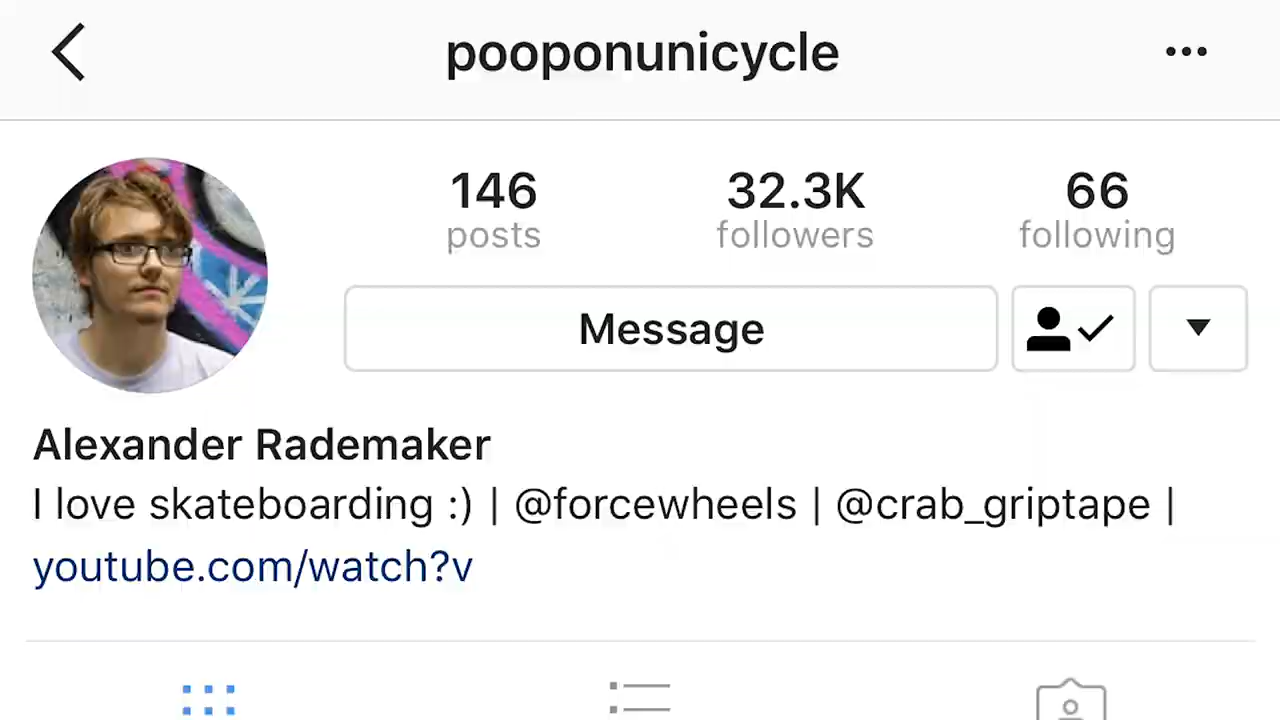 pooponunicycle
146 32.3K 66
posts followers following
Message
Alexander Rademaker
I love skateboarding :) | @forcewheels | @crab_griptape |
youtube.com/watch?v